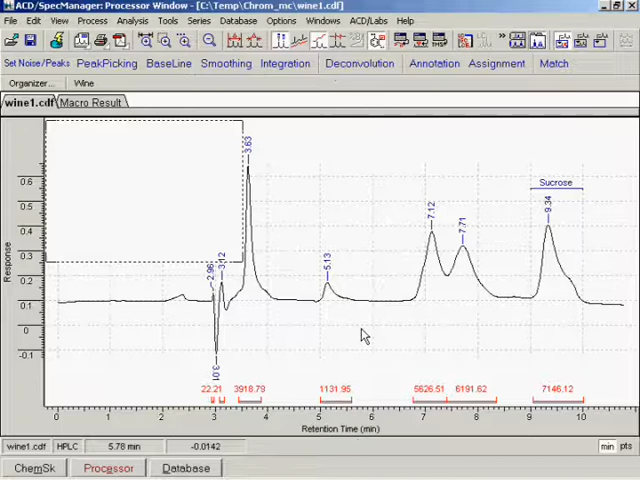 ACD/SpecManager: Processor Window - [C:\Temp\Chrom_mc\wine1.cdf]
File Edit View Process Analysis Tools Series Database Options Windows ACD/Labs Help
Set Noise/Peaks PeakPicking BaseLine Smoothing Integration Deconvolution Annotation Assignment Match
Organizer... Wine
wine1.cdf Macro Result
Response
0.6
0.5
0.4
0.3
0.2
0.1
0
-0.1
2.96
3.01
3.12
3.63
5.13
7.12
7.71
Sucrose
9.34
22.21 3918.79 1131.95 5626.51 6191.62 7146.12
0 1 2 3 4 5 6 7 8 9 10
Retention Time (min)
wine1.cdf HPLC 5.78 min -0.0142 min pts
ChemSk Processor Database